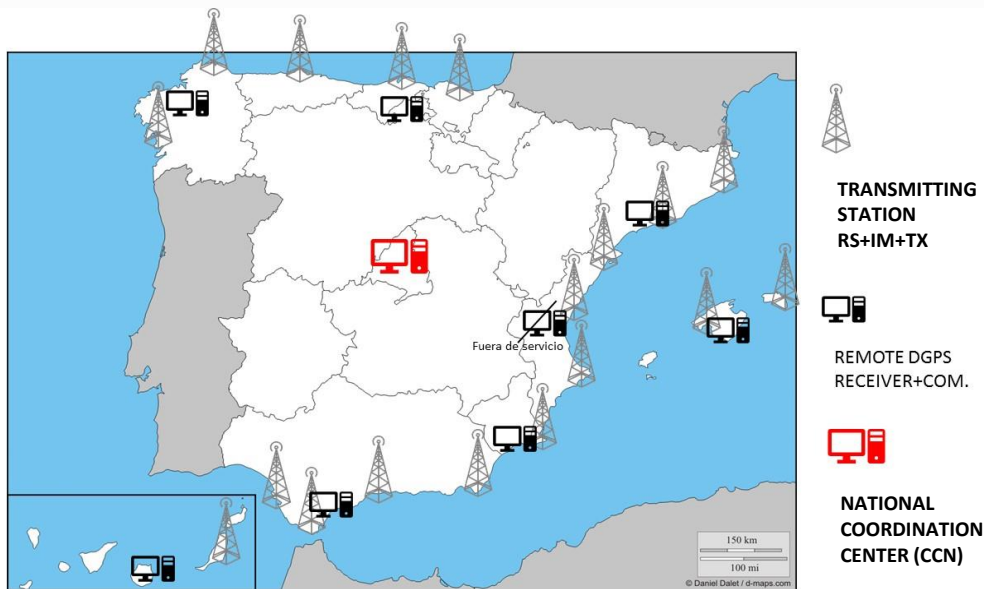 Fuera de servicio
150 km
100 mi
© Daniel Dalet / d-maps.com
TRANSMITTING
STATION
RS+IM+TX
REMOTE DGPS
RECEIVER+COM.
NATIONAL
COORDINATION
CENTER (CCN)